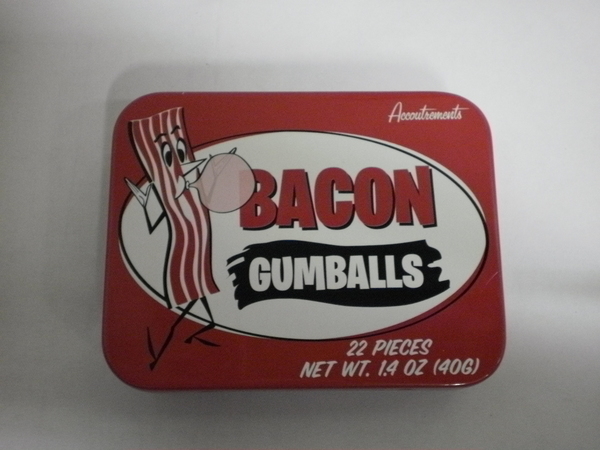 Accoutrements
BACON
GUMBALLS
22 PIECES
NET WT. 1.4 OZ (40G)